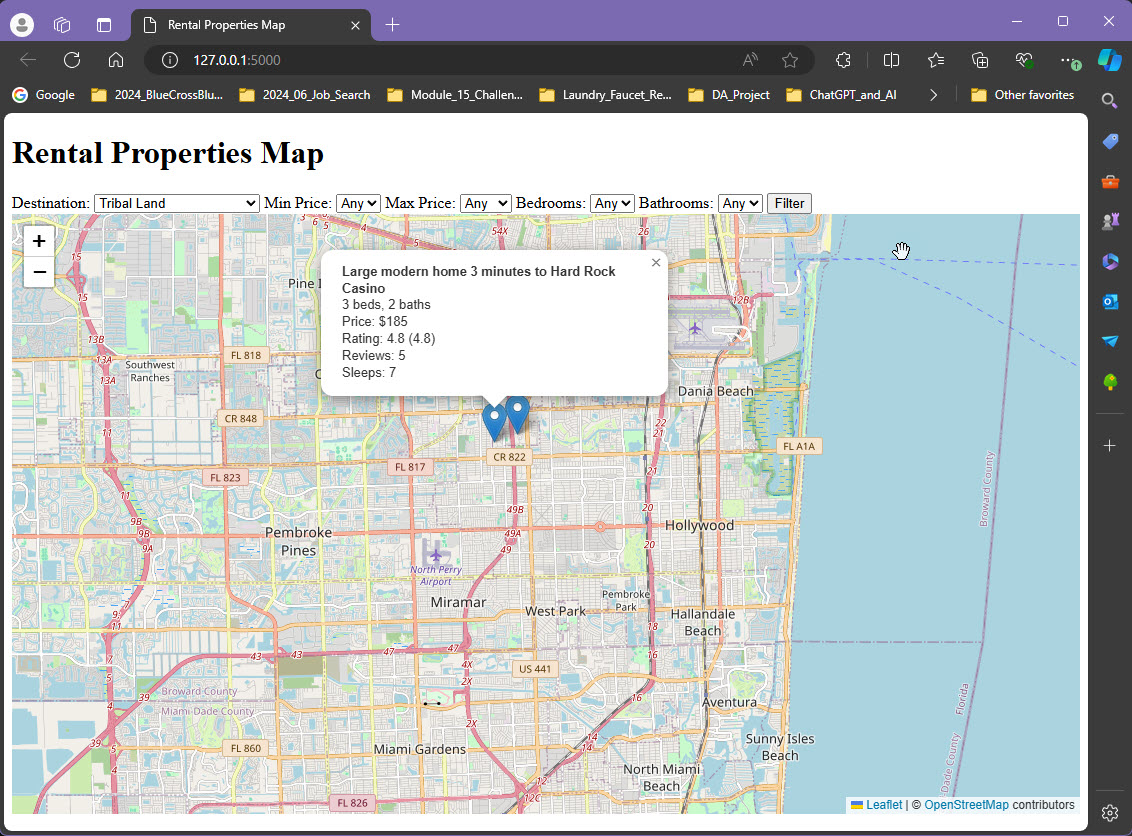 Rental Properties Map
127.0.0.1:5000
Google
2024_BlueCrossBlu...
2024_06_Job_Search
Module_15_Challen...
Laundry_Faucet_Re...
DA_Project
ChatGPT_and_AI
Other favorites
Rental Properties Map
Destination: Tribal Land Min Price: Any Max Price: Any Bedrooms: Any Bathrooms: Any Filter
+
−
Large modern home 3 minutes to Hard Rock
Casino
3 beds, 2 baths
Price: $185
Rating: 4.8 (4.8)
Reviews: 5
Sleeps: 7
54X
26
15
15
Pine I
12B
13B
13A
13A
FL 818
Southwest
Ranches
Dania Beach
CR 848
22
21
FL A1A
CR 822
FL 817
FL 823
21
11
20
49B
9B
9B
9A
49A
49
Pembroke
Pines
Hollywood
20
Broward County
North Perry
Airport
Miramar
West Park
Pembroke
Park
Hallandale
Beach
9
11
7
18
16
43
43
47
47
4X
5
US 441
2X
39
4
Broward County
Miami-Dade County
16
Aventura
Florida
Dade County
2X
39
5
4
FL 860
Miami Gardens
14
14
Sunny Isles
Beach
North Miami
Beach
12
12C
FL 826
Leaflet | © OpenStreetMap contributors